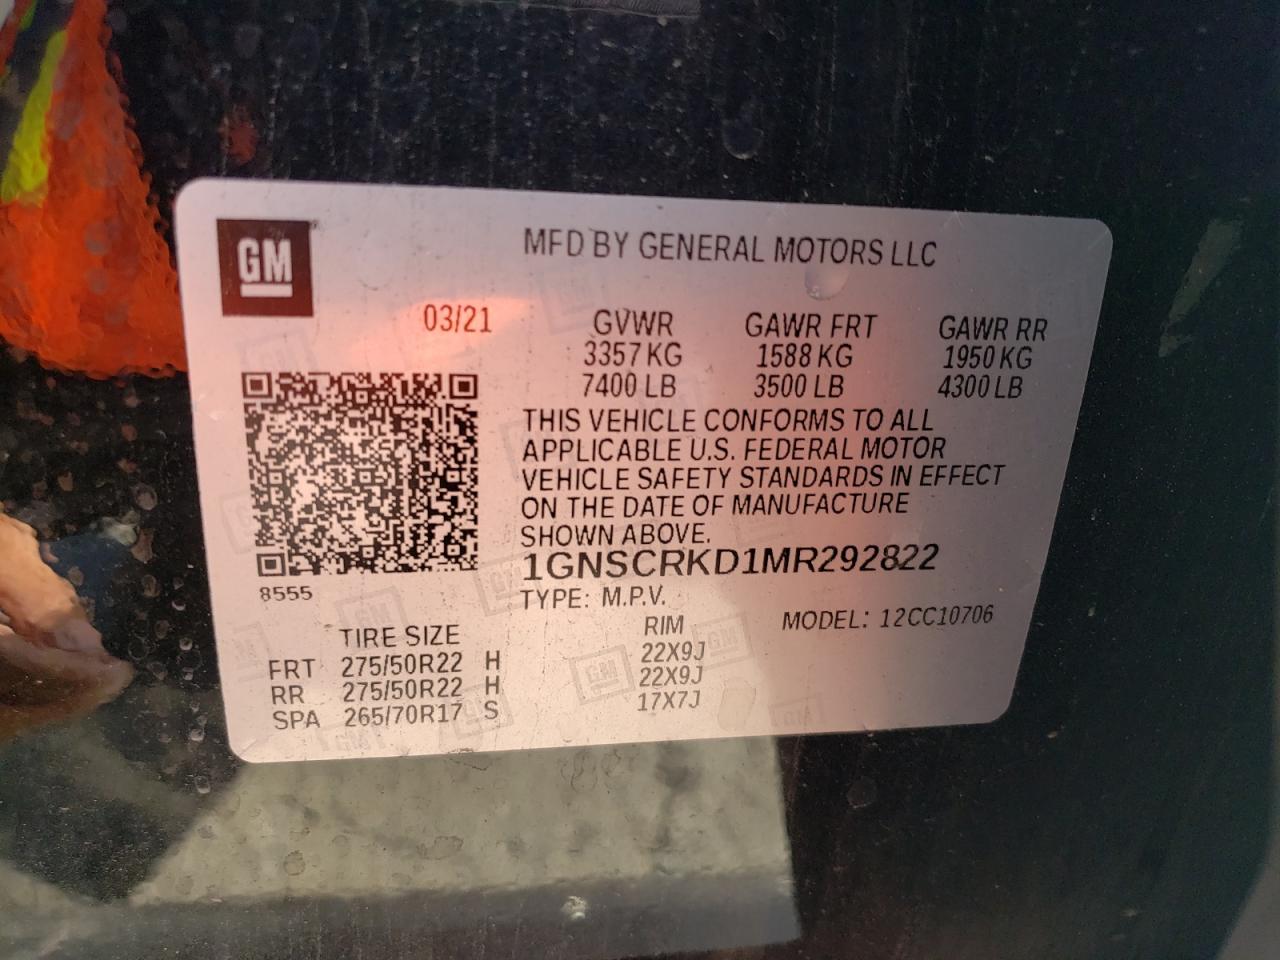 GM
MFD BY GENERAL MOTORS LLC
03/21
GVWR GAWR FRT GAWR RR
3357 KG 1588 KG 1950 KG
7400 LB 3500 LB 4300 LB
THIS VEHICLE CONFORMS TO ALL
APPLICABLE U.S. FEDERAL MOTOR
VEHICLE SAFETY STANDARDS IN EFFECT
ON THE DATE OF MANUFACTURE
SHOWN ABOVE.
1GNSCRKD1MR292822
8555
TYPE: M.P.V. MODEL: 12CC10706
TIRE SIZE RIM
FRT 275/50R22 H 22X9J
RR 275/50R22 H 22X9J
SPA 265/70R17 S 17X7J